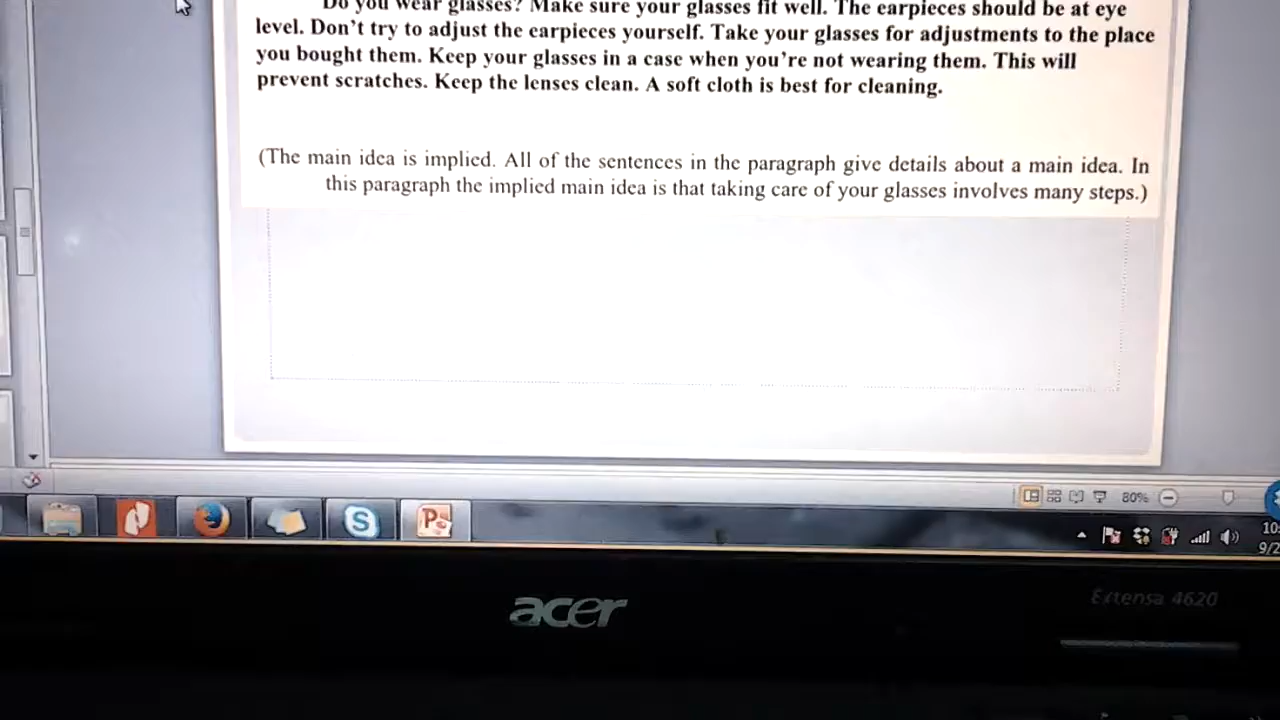 Do you wear glasses? Make sure your glasses fit well. The earpieces should be at eye
level. Don't try to adjust the earpieces yourself. Take your glasses for adjustments to the place
you bought them. Keep your glasses in a case when you're not wearing them. This will
prevent scratches. Keep the lenses clean. A soft cloth is best for cleaning.
(The main idea is implied. All of the sentences in the paragraph give details about a main idea. In
this paragraph the implied main idea is that taking care of your glasses involves many steps.)
80%
10:
9/2
acer
Extensa 4620